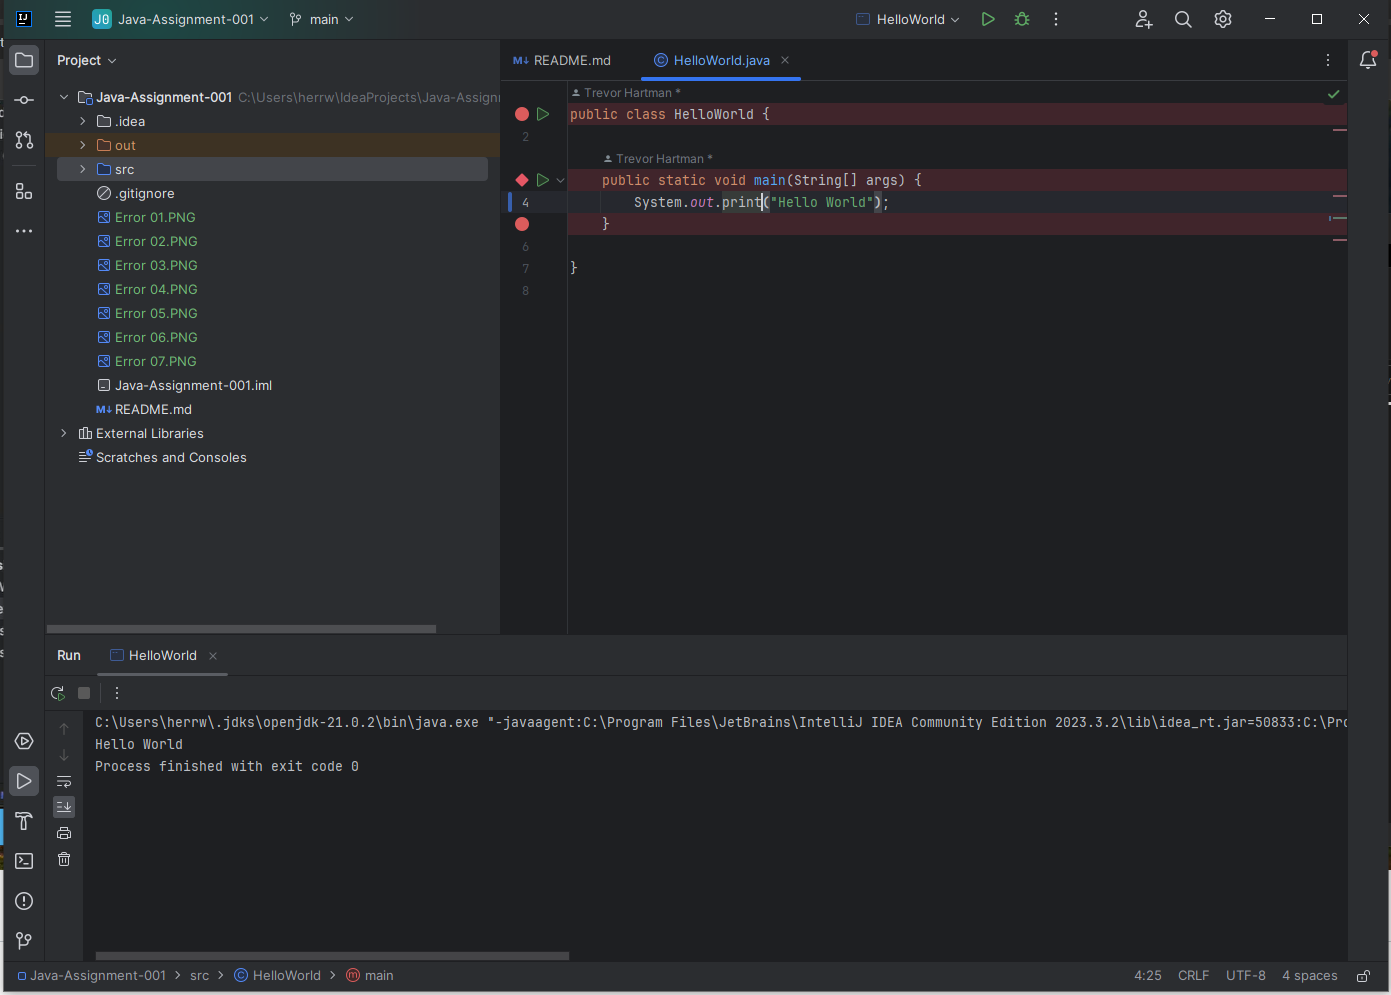 J0 Java-Assignment-001 main HelloWorld
Project
README.md HelloWorld.java
Java-Assignment-001 C:\Users\herrw\IdeaProjects\Java-Assignn
.idea
out
src
.gitignore
Error 01.PNG
Error 02.PNG
Error 03.PNG
Error 04.PNG
Error 05.PNG
Error 06.PNG
Error 07.PNG
Java-Assignment-001.iml
README.md
External Libraries
Scratches and Consoles
Trevor Hartman *
public class HelloWorld {
2
Trevor Hartman *
public static void main(String[] args) {
4 System.out.print("Hello World");
}
6
7 }
8
Run HelloWorld
C:\Users\herrw\.jdks\openjdk-21.0.2\bin\java.exe "-javaagent:C:\Program Files\JetBrains\IntelliJ IDEA Community Edition 2023.3.2\lib\idea_rt.jar=50833:C:\Pro
Hello World
Process finished with exit code 0
Java-Assignment-001 > src > HelloWorld > main 4:25 CRLF UTF-8 4 spaces